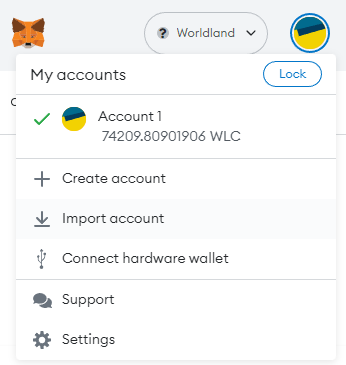 Worldland
My accounts
Lock
Account 1
74209.80901906 WLC
Create account
Import account
Connect hardware wallet
Support
Settings